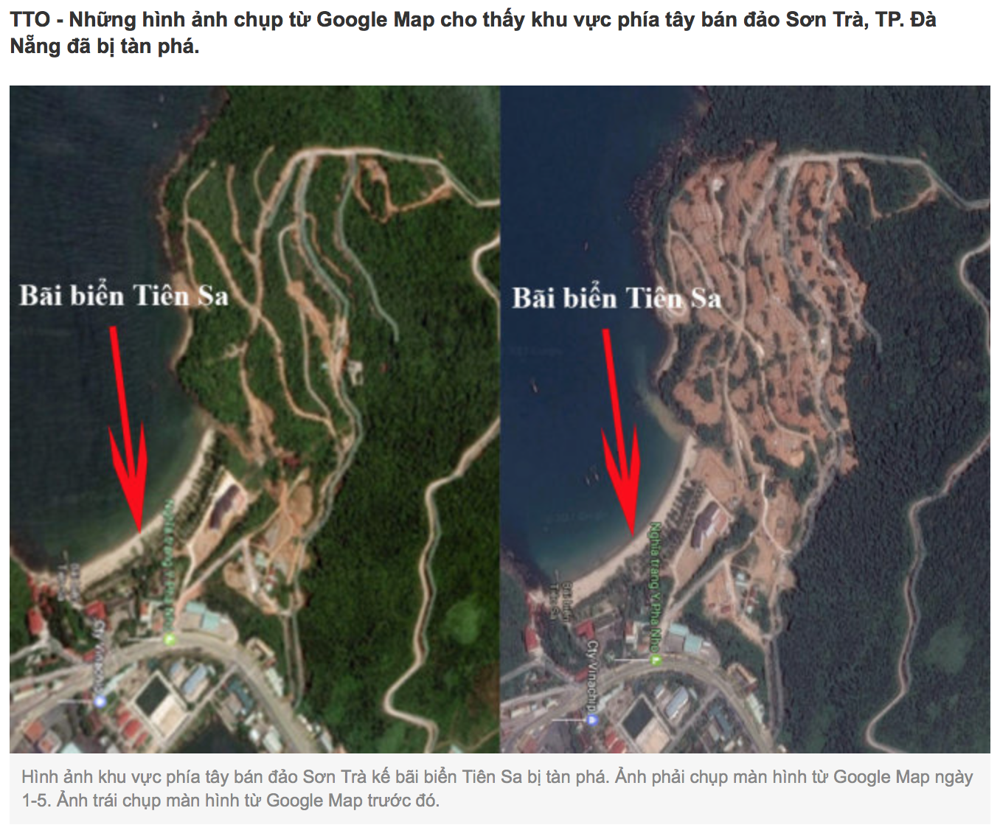 TTO - Những hình ảnh chụp từ Google Map cho thấy khu vực phía tây bán đảo Sơn Trà, TP. Đà
Nẵng đã bị tàn phá.
Bãi biển Tiên Sa
Bãi biển Tiên Sa
Nghĩa trang Y Pha Nho
Cty Vinachip
Hình ảnh khu vực phía tây bán đảo Sơn Trà kế bãi biển Tiên Sa bị tàn phá. Ảnh phải chụp màn hình từ Google Map ngày
1-5. Ảnh trái chụp màn hình từ Google Map trước đó.